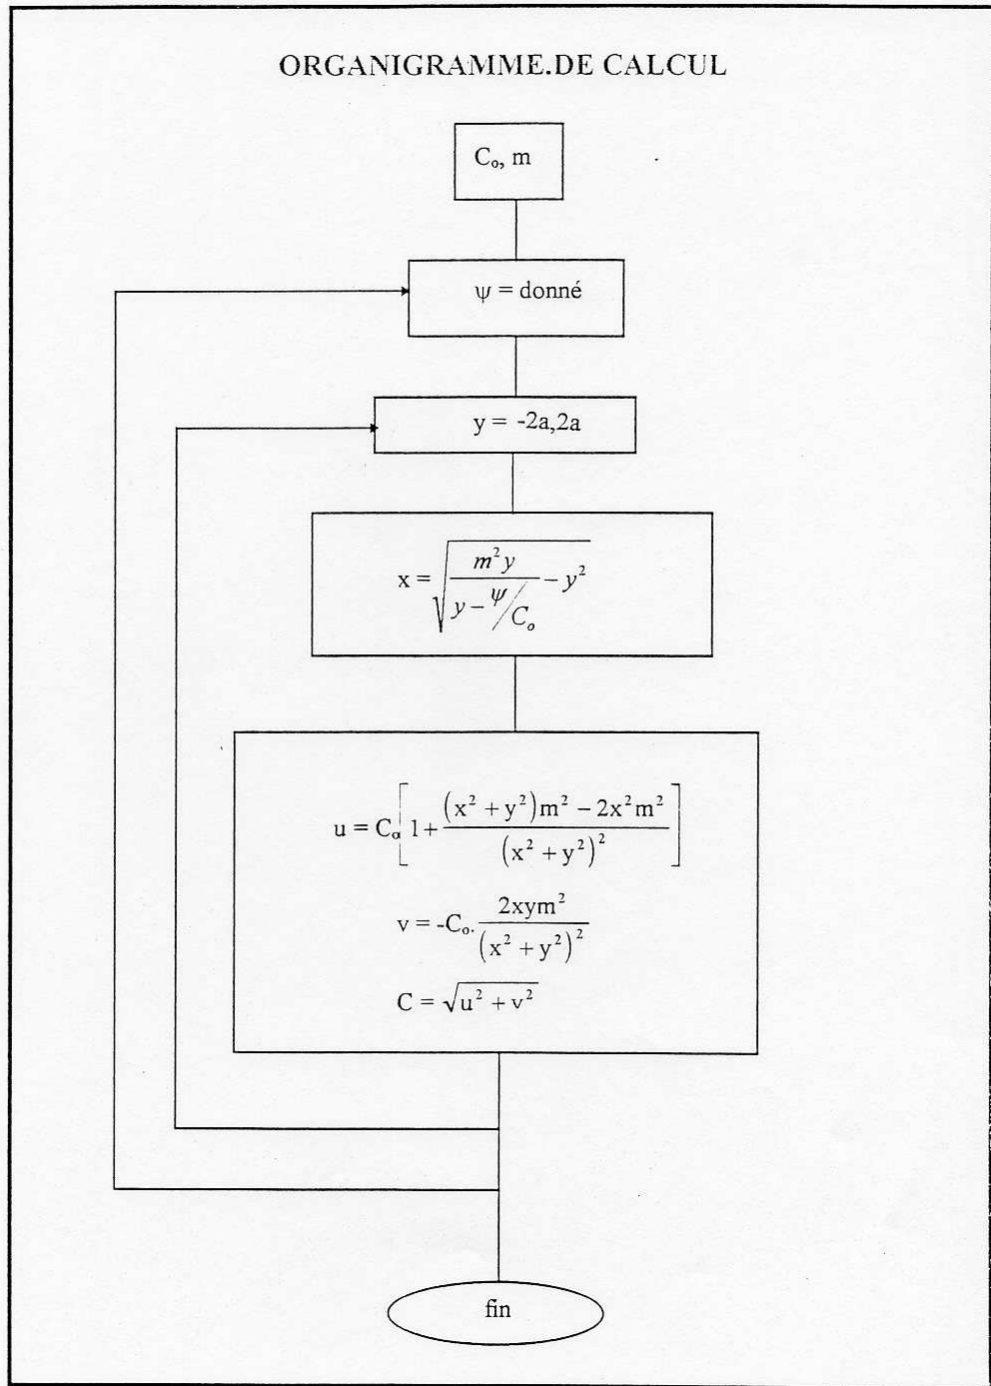 ORGANIGRAMME.DE CALCUL
C₀, m
ψ = donné
y = -2a,2a
x = √(m²y / (y - ψ/C₀) - y²)
u = C₀[1 + ((x² + y²)m² - 2x²m²) / (x² + y²)²]
v = -C₀. 2xym² / (x² + y²)²
C = √(u² + v²)
fin